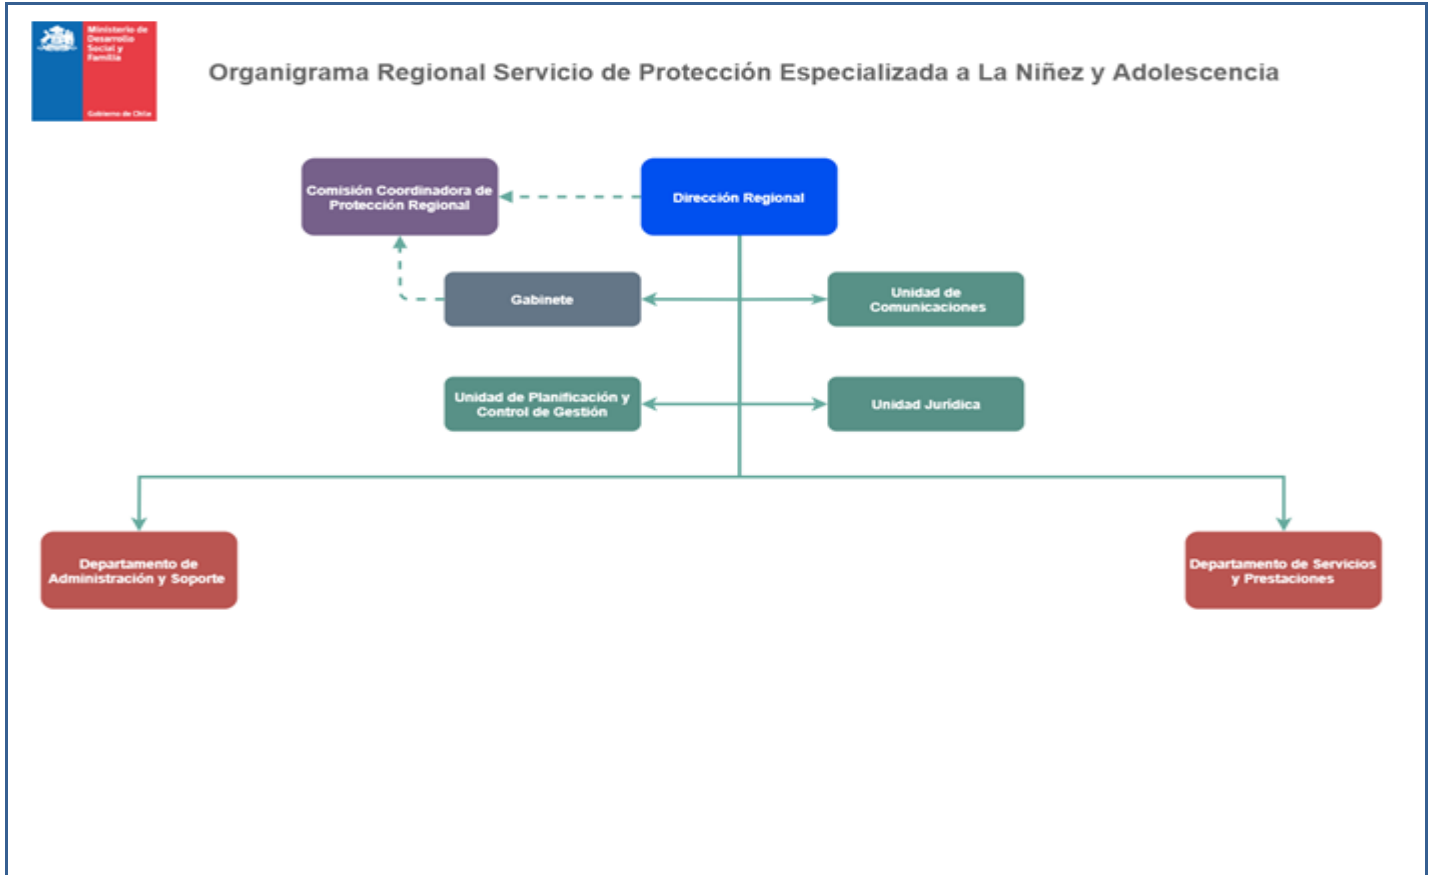 Ministerio de
Desarrollo
Social y
Familia
Gobierno de Chile
Organigrama Regional Servicio de Protección Especializada a La Niñez y Adolescencia
Comisión Coordinadora de
Protección Regional
Dirección Regional
Gabinete
Unidad de
Comunicaciones
Unidad de Planificación y
Control de Gestión
Unidad Jurídica
Departamento de
Administración y Soporte
Departamento de Servicios
y Prestaciones